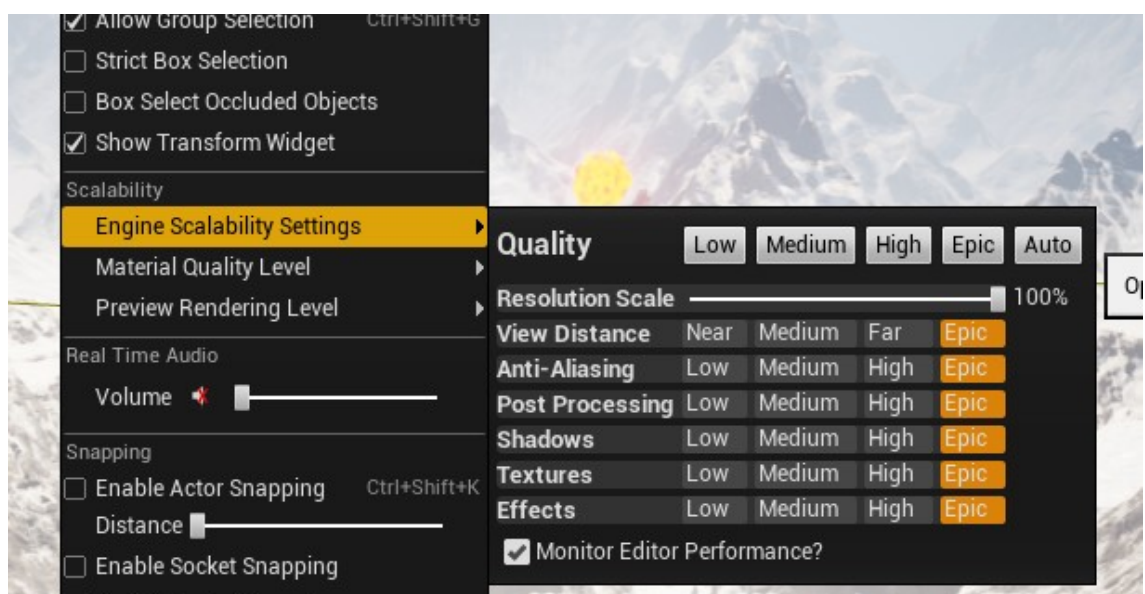 Allow Group Selection Ctrl+Shift+G
Strict Box Selection
Box Select Occluded Objects
Show Transform Widget
Scalability
Engine Scalability Settings
Material Quality Level
Preview Rendering Level
Real Time Audio
Volume
Snapping
Enable Actor Snapping Ctrl+Shift+K
Distance
Enable Socket Snapping
Quality Low Medium High Epic Auto
Resolution Scale 100%
View Distance Near Medium Far Epic
Anti-Aliasing Low Medium High Epic
Post Processing Low Medium High Epic
Shadows Low Medium High Epic
Textures Low Medium High Epic
Effects Low Medium High Epic
Monitor Editor Performance?